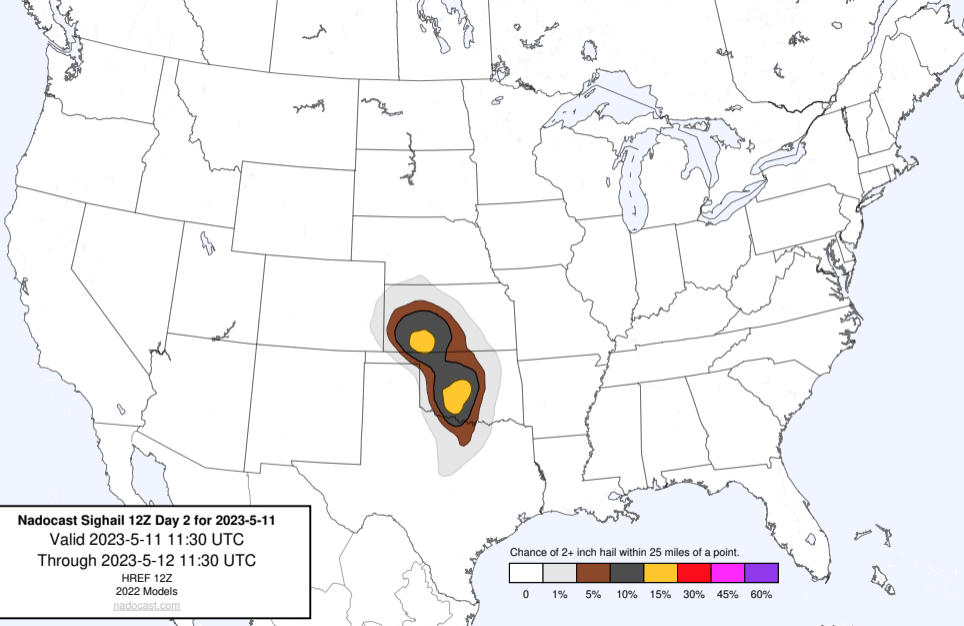 Nadocast Sighail 12Z Day 2 for 2023-5-11
Valid 2023-5-11 11:30 UTC
Through 2023-5-12 11:30 UTC
HREF 12Z
2022 Models
nadocast.com
Chance of 2+ inch hail within 25 miles of a point.
0 1% 5% 10% 15% 30% 45% 60%